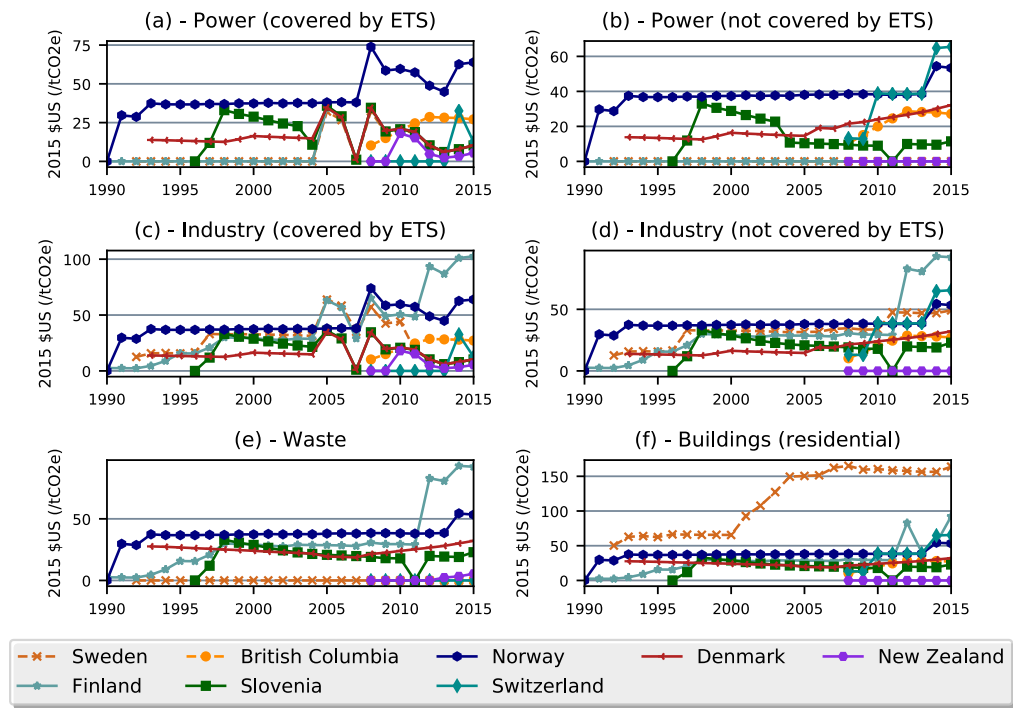 (a) - Power (covered by ETS)
(b) - Power (not covered by ETS)
2015 $US (/tCO2e)
75
50
25
0
1990 1995 2000 2005 2010 2015
2015 $US (/tCO2e)
60
40
20
0
1990 1995 2000 2005 2010 2015
(c) - Industry (covered by ETS)
(d) - Industry (not covered by ETS)
2015 $US (/tCO2e)
100
50
0
1990 1995 2000 2005 2010 2015
2015 $US (/tCO2e)
50
0
1990 1995 2000 2005 2010 2015
(e) - Waste
(f) - Buildings (residential)
2015 $US (/tCO2e)
50
0
1990 1995 2000 2005 2010 2015
2015 $US (/tCO2e)
150
100
50
0
1990 1995 2000 2005 2010 2015
Sweden British Columbia Norway Denmark New Zealand
Finland Slovenia Switzerland